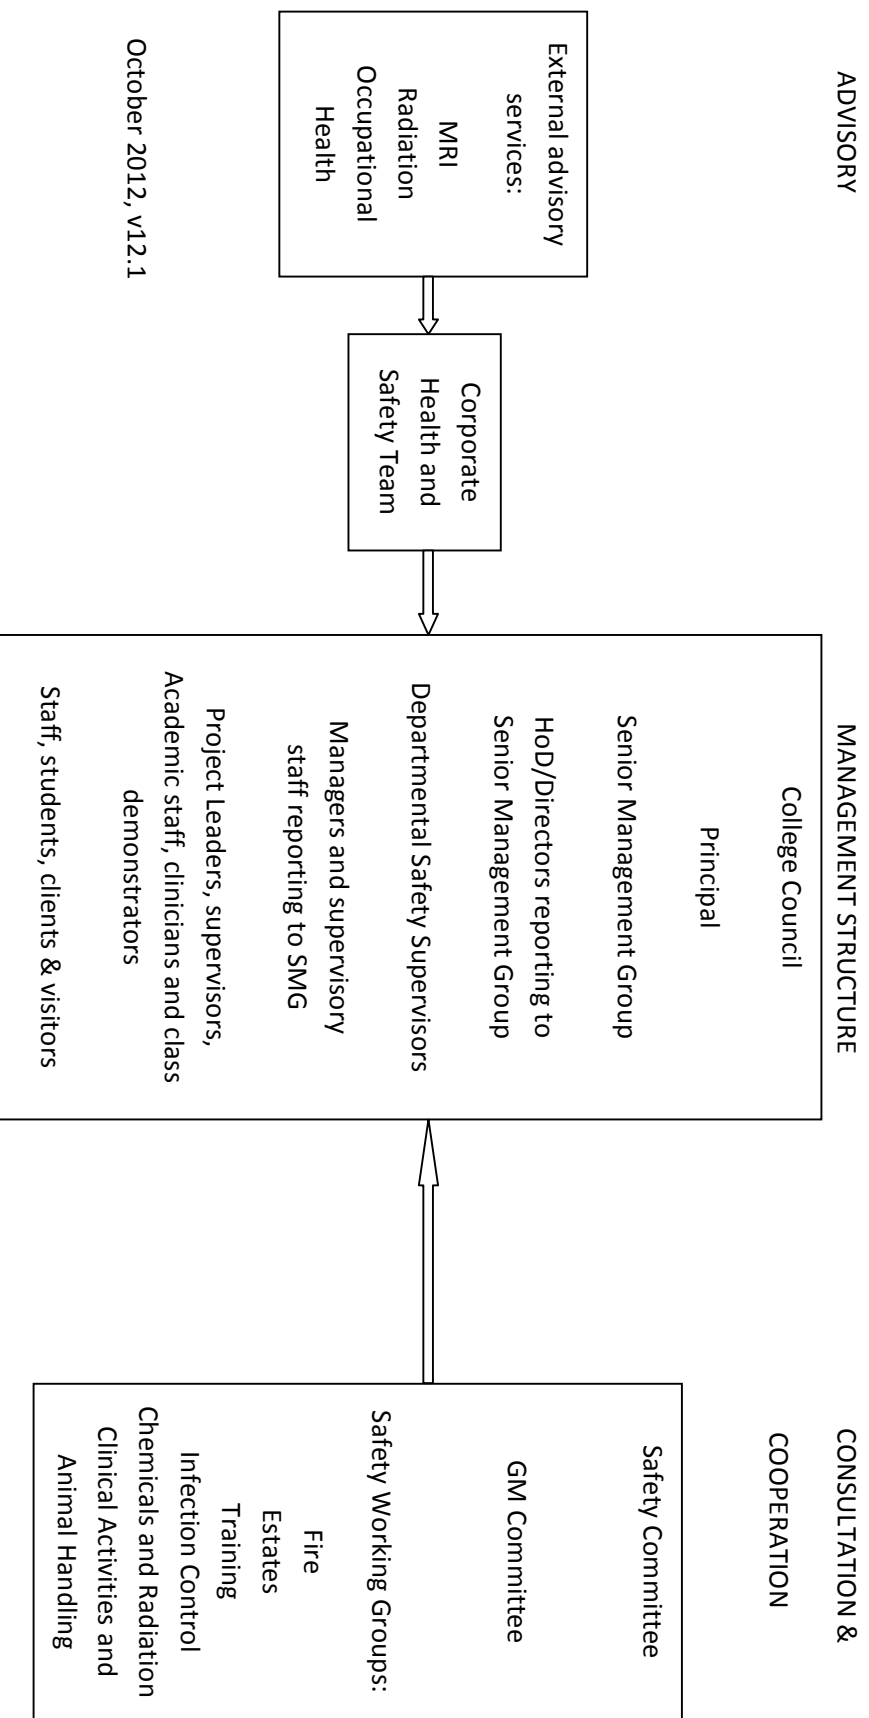 ADVISORY
External advisory
services:
MRI
Radiation
Occupational
Health
Corporate
Health and
Safety Team
October 2012, v12.1
MANAGEMENT STRUCTURE
College Council
Principal
Senior Management Group
HoD/Directors reporting to
Senior Management Group
Departmental Safety Supervisors
Managers and supervisory
staff reporting to SMG
Project Leaders, supervisors,
Academic staff, clinicians and class
demonstrators
Staff, students, clients & visitors
CONSULTATION &
COOPERATION
Safety Committee
GM Committee
Safety Working Groups:
Fire
Estates
Training
Infection Control
Chemicals and Radiation
Clinical Activities and
Animal Handling